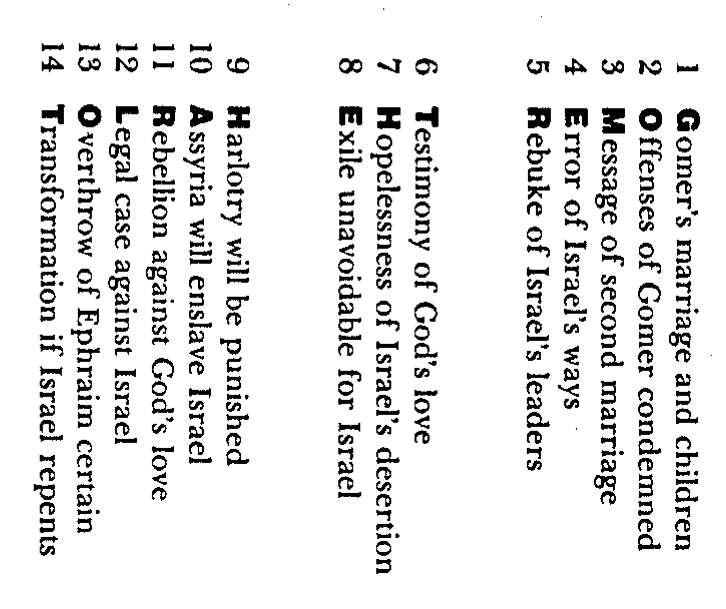 1 Gomer's marriage and children
2 Offenses of Gomer condemned
3 Message of second marriage
4 Error of Israel's ways
5 Rebuke of Israel's leaders
6 Testimony of God's love
7 Hopelessness of Israel's desertion
8 Exile unavoidable for Israel
9 Harlotry will be punished
10 Assyria will enslave Israel
11 Rebellion against God's love
12 Legal case against Israel
13 Overthrow of Ephraim certain
14 Transformation if Israel repents